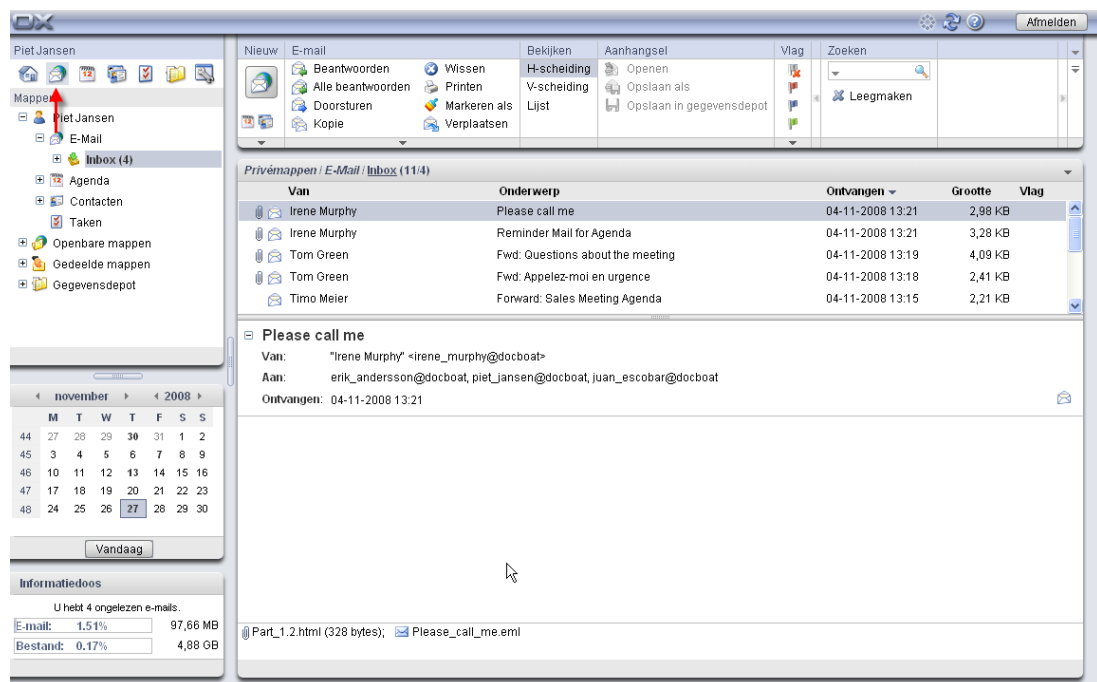 OX
Afmelden
Piet Jansen
Mappen
Piet Jansen
E-Mail
Inbox (4)
Agenda
Contacten
Taken
Openbare mappen
Gedeelde mappen
Gegevensdepot
november 2008
M T W T F S S
44 27 28 29 30 31 1 2
45 3 4 5 6 7 8 9
46 10 11 12 13 14 15 16
47 17 18 19 20 21 22 23
48 24 25 26 27 28 29 30
Vandaag
Informatiedoos
U hebt 4 ongelezen e-mails.
E-mail: 1.51% 97,66 MB
Bestand: 0.17% 4,88 GB
Nieuw E-mail Bekijken Aanhangsel Vlag Zoeken
Beantwoorden Wissen H-scheiding Openen
Alle beantwoorden Printen V-scheiding Opslaan als Leegmaken
Doorsturen Markeren als Lijst Opslaan in gegevensdepot
Kopie Verplaatsen
Privémappen / E-Mail / Inbox (11/4)
Van Onderwerp Ontvangen Grootte Vlag
Irene Murphy Please call me 04-11-2008 13:21 2,98 KB
Irene Murphy Reminder Mail for Agenda 04-11-2008 13:21 3,28 KB
Tom Green Fwd: Questions about the meeting 04-11-2008 13:19 4,09 KB
Tom Green Fwd: Appelez-moi en urgence 04-11-2008 13:18 2,41 KB
Timo Meier Forward: Sales Meeting Agenda 04-11-2008 13:15 2,21 KB
Please call me
Van: "Irene Murphy" <irene_murphy@docboat>
Aan: erik_andersson@docboat, piet_jansen@docboat, juan_escobar@docboat
Ontvangen: 04-11-2008 13:21
Part_1.2.html (328 bytes); Please_call_me.eml